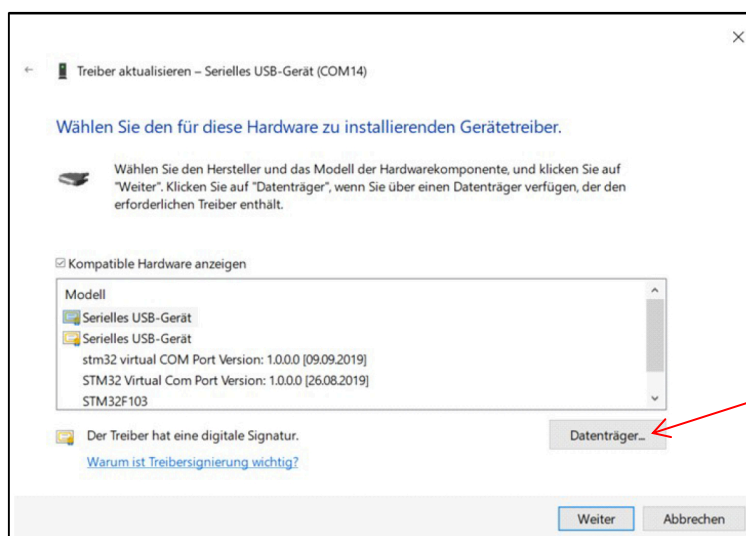 Treiber aktualisieren – Serielles USB-Gerät (COM14)
Wählen Sie den für diese Hardware zu installierenden Gerätetreiber.
Wählen Sie den Hersteller und das Modell der Hardwarekomponente, und klicken Sie auf
"Weiter". Klicken Sie auf "Datenträger", wenn Sie über einen Datenträger verfügen, der den
erforderlichen Treiber enthält.
Kompatible Hardware anzeigen
Modell
Serielles USB-Gerät
Serielles USB-Gerät
stm32 virtual COM Port Version: 1.0.0.0 [09.09.2019]
STM32 Virtual Com Port Version: 1.0.0.0 [26.08.2019]
STM32F103
Der Treiber hat eine digitale Signatur.
Datenträger...
Warum ist Treibersignierung wichtig?
Weiter
Abbrechen